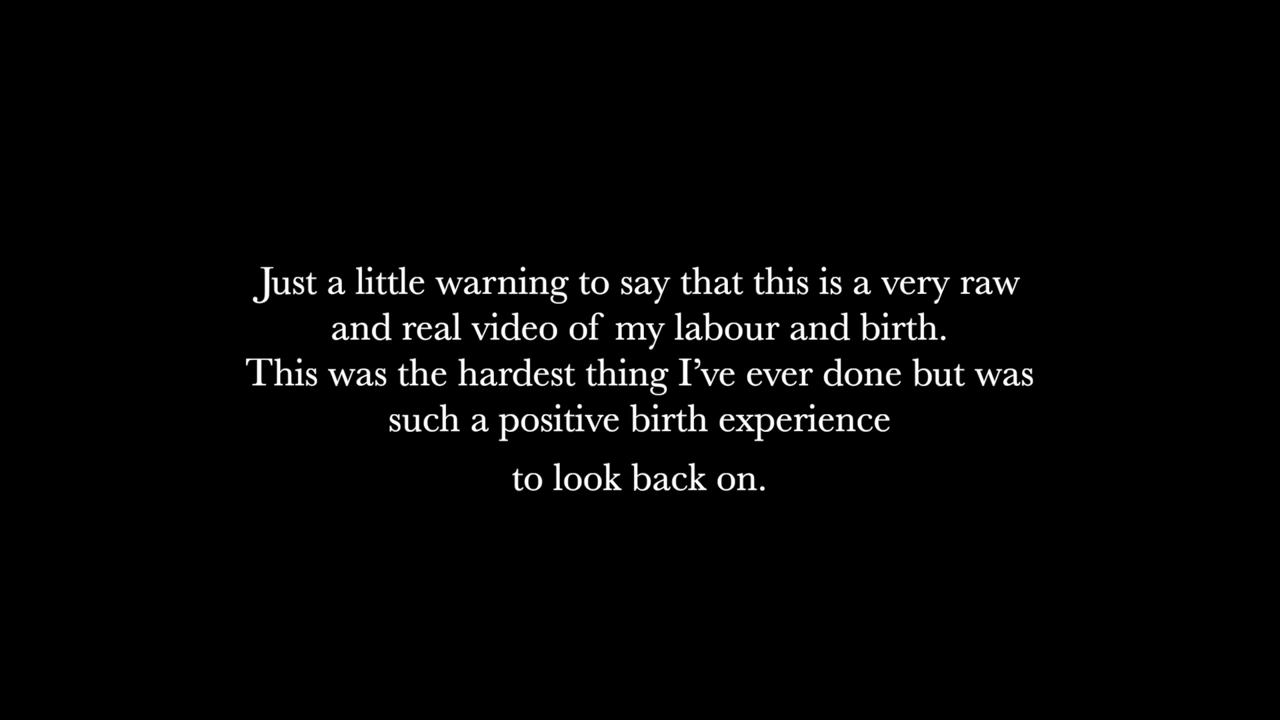 Just a little warning to say that this is a very raw
and real video of my labour and birth.
This was the hardest thing I’ve ever done but was
such a positive birth experience
to look back on.